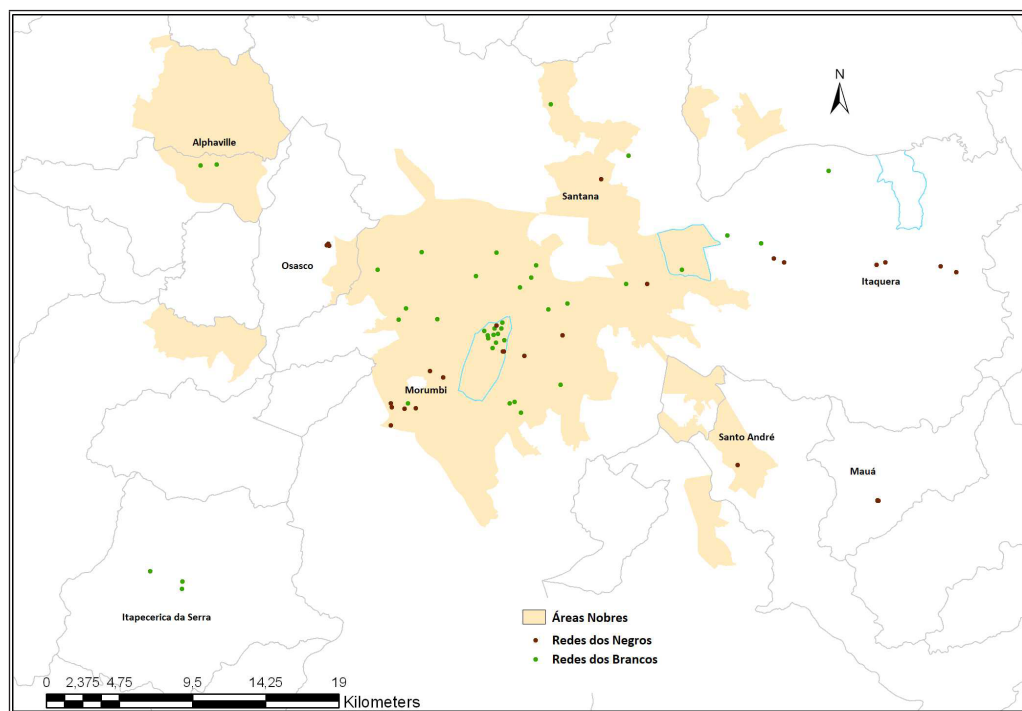 N
Alphaville
Santana
Osasco
Itaquera
Morumbi
Santo André
Mauá
Itapecerica da Serra
Áreas Nobres
Redes dos Negros
Redes dos Brancos
0 2,375 4,75 9,5 14,25 19
Kilometers